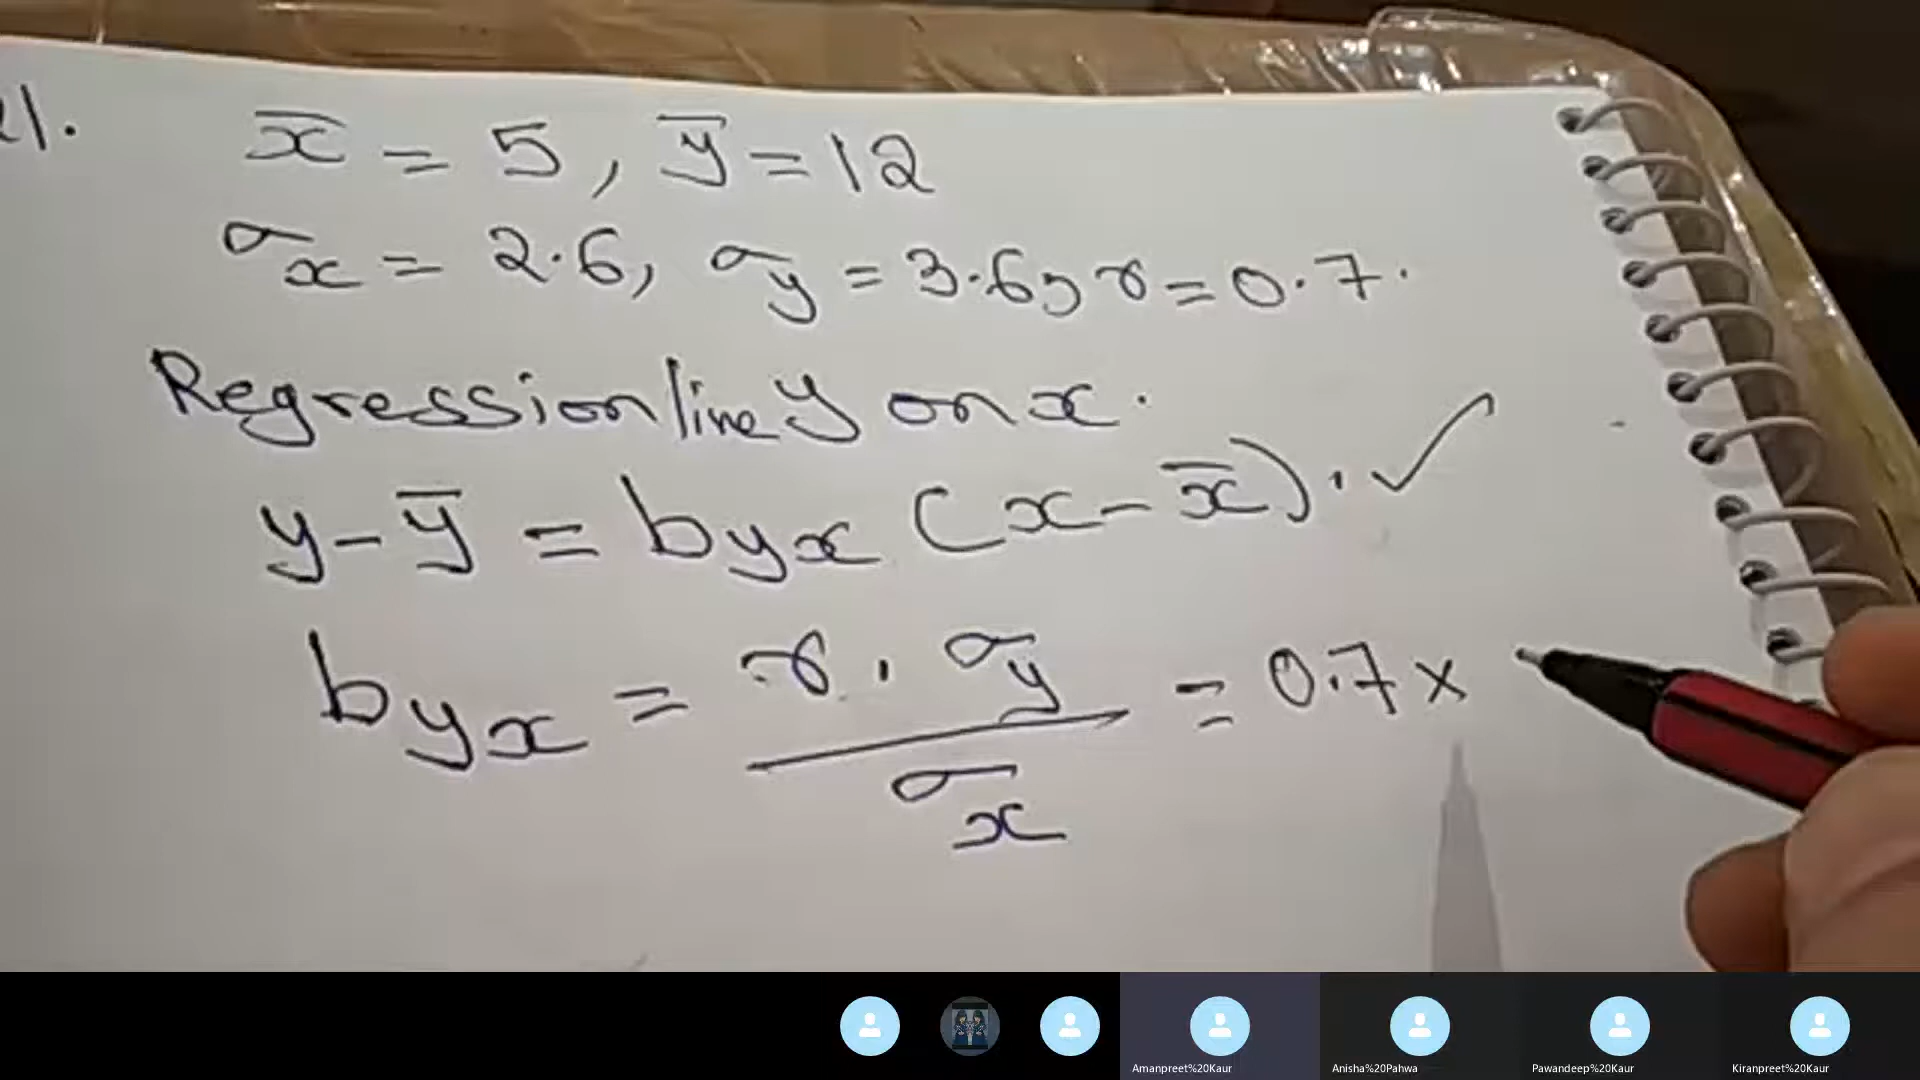 21.
x̄ = 5, ȳ = 12
σx = 2.6, σy = 3.6, r = 0.7.
Regression line y on x.
y - ȳ = byx (x - x̄). ✓
byx = r . σy / σx = 0.7 ×
Amanpreet%20Kaur
Anisha%20Pahwa
Pawandeep%20Kaur
Kiranpreet%20Kaur